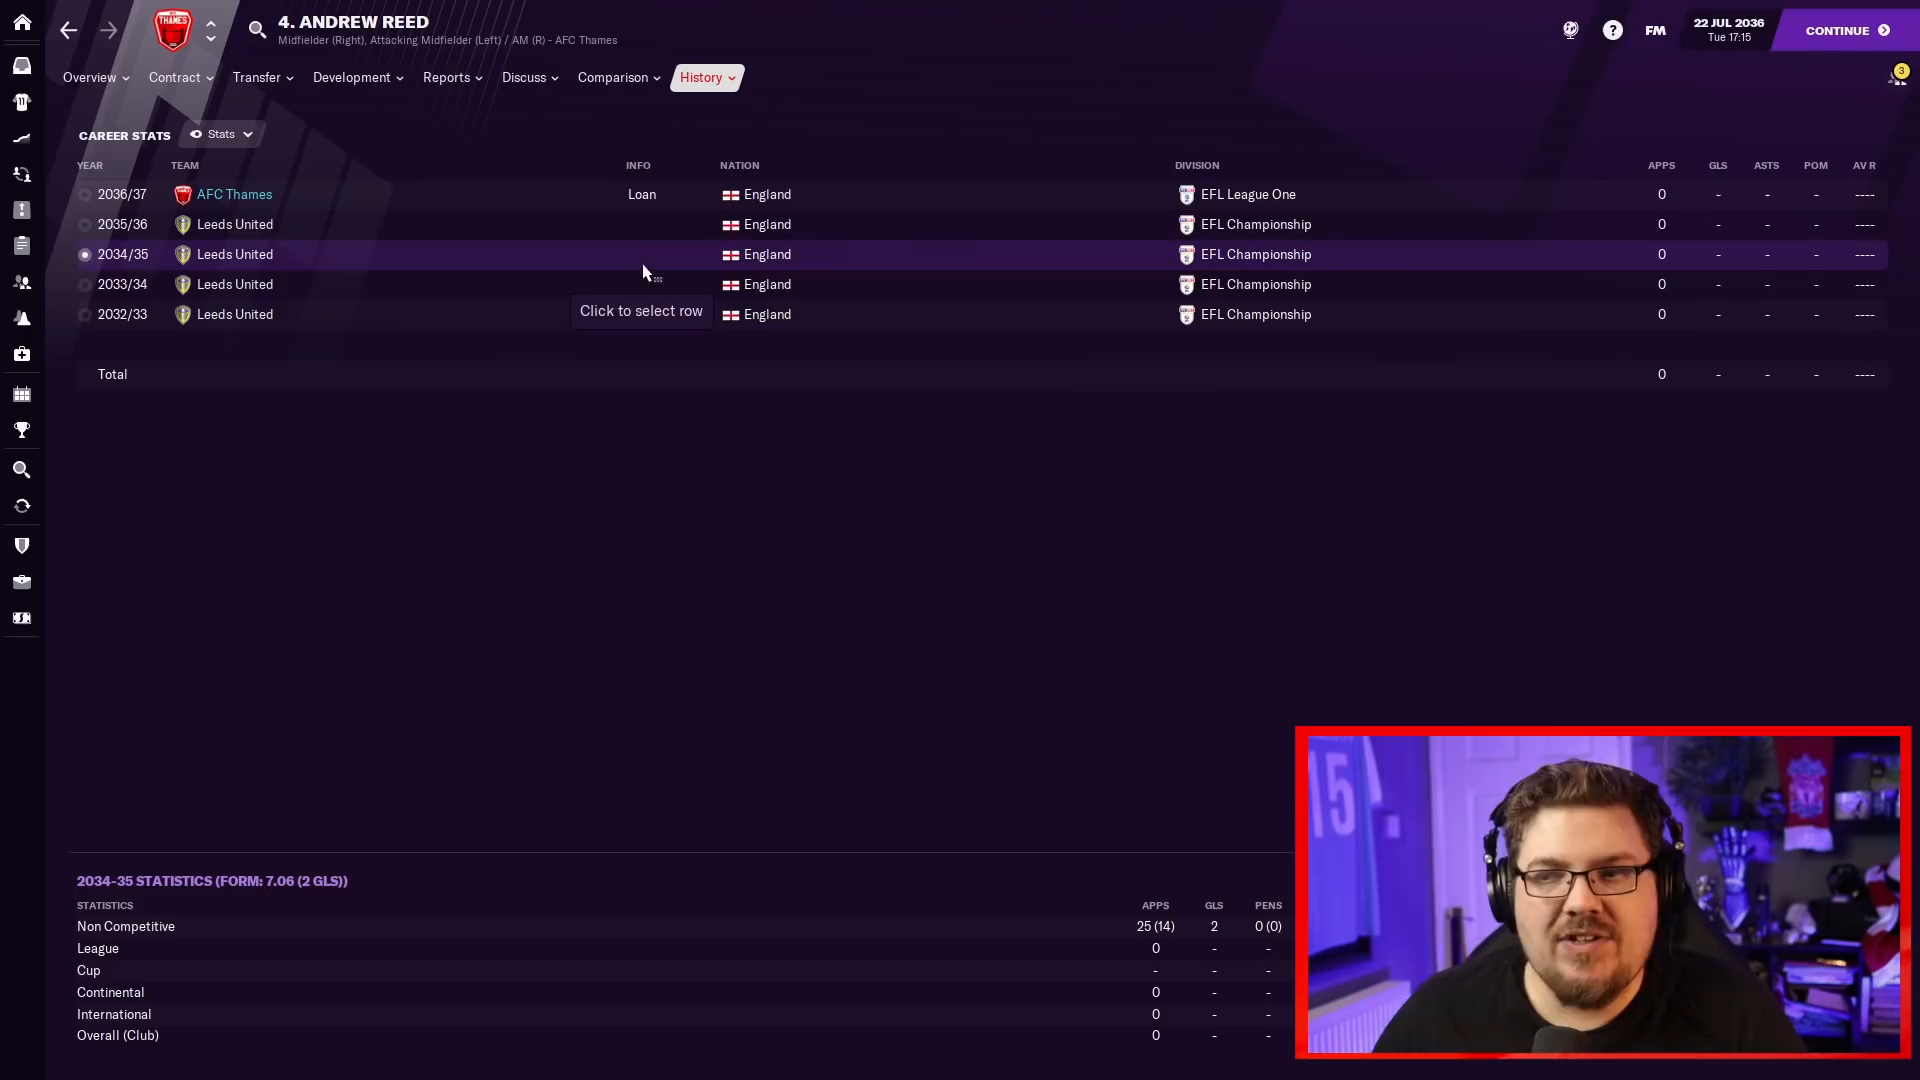 THAMES
4. ANDREW REED
Midfielder (Right), Attacking Midfielder (Left) / AM (R) - AFC Thames
FM
22 JUL 2036
Tue 17:15
CONTINUE
Overview
Contract
Transfer
Development
Reports
Discuss
Comparison
History
3
CAREER STATS
Stats
YEAR TEAM INFO NATION DIVISION APPS GLS ASTS POM AV R
2036/37 AFC Thames Loan England EFL League One 0 - - - ----
2035/36 Leeds United England EFL Championship 0 - - - ----
2034/35 Leeds United England EFL Championship 0 - - - ----
2033/34 Leeds United England EFL Championship 0 - - - ----
2032/33 Leeds United England EFL Championship 0 - - - ----
Click to select row
Total 0 - - - ----
15
2034-35 STATISTICS (FORM: 7.06 (2 GLS))
STATISTICS APPS GLS PENS
Non Competitive 25 (14) 2 0 (0)
League 0 - -
Cup - - -
Continental 0 - -
International 0 - -
Overall (Club) 0 - -